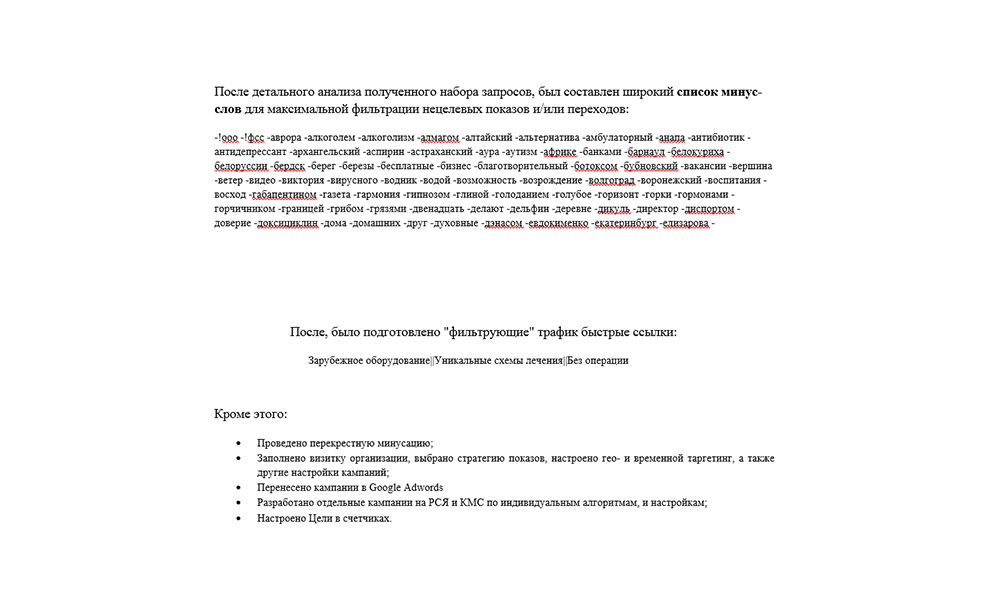 После детального анализа полученного набора запросов, был составлен широкий список минус-
слов для максимальной фильтрации нецелевых показов и/или переходов:
-!ооо -!фсс -аврора -алкоголем -алкоголизм -алмагом -алтайский -альтернатива -амбулаторный -анапа -антибиотик -
антидепрессант -архангельский -аспирин -астраханский -аура -аутизм -африке -банками -барнаул -белокуриха -
белоруссии -бердск -берег -березы -бесплатные -бизнес -благотворительный -ботоксом -бубновский -вакансии -вершина
-ветер -видео -виктория -вирусного -водник -водой -возможность -возрождение -волгоград -воронежский -воспитания -
восход -габапентином -газета -гармония -гипнозом -глиной -голоданием -голубое -горизонт -горки -гормонами -
горчичником -границей -грибом -грязями -двенадцать -делают -дельфин -деревне -дикуль -директор -диспортом -
доверие -доксициклин -дома -домашних -друг -духовные -дэнасом -евдокименко -екатеринбург -елизарова -
После, было подготовлено "фильтрующие" трафик быстрые ссылки:
Зарубежное оборудование||Уникальные схемы лечения||Без операции
Кроме этого:
• Проведено перекрестную минусацию;
• Заполнено визитку организации, выбрано стратегию показов, настроено гео- и временной таргетинг, а также
другие настройки кампаний;
• Перенесено кампании в Google Adwords
• Разработано отдельные кампании на РСЯ и КМС по индивидуальным алгоритмам, и настройкам;
• Настроено Цели в счетчиках.